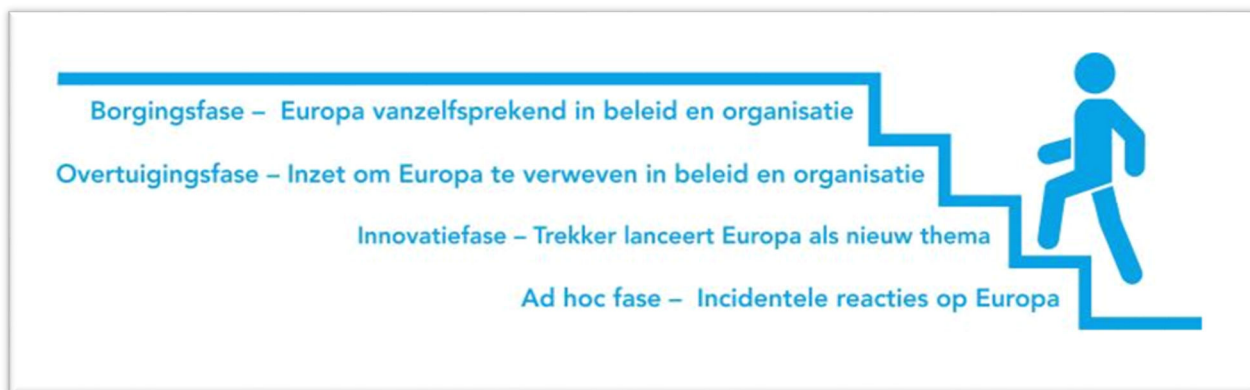 Borgingsfase – Europa vanzelfsprekend in beleid en organisatie
Overtuigingsfase – Inzet om Europa te verweven in beleid en organisatie
Innovatiefase – Trekker lanceert Europa als nieuw thema
Ad hoc fase – Incidentele reacties op Europa